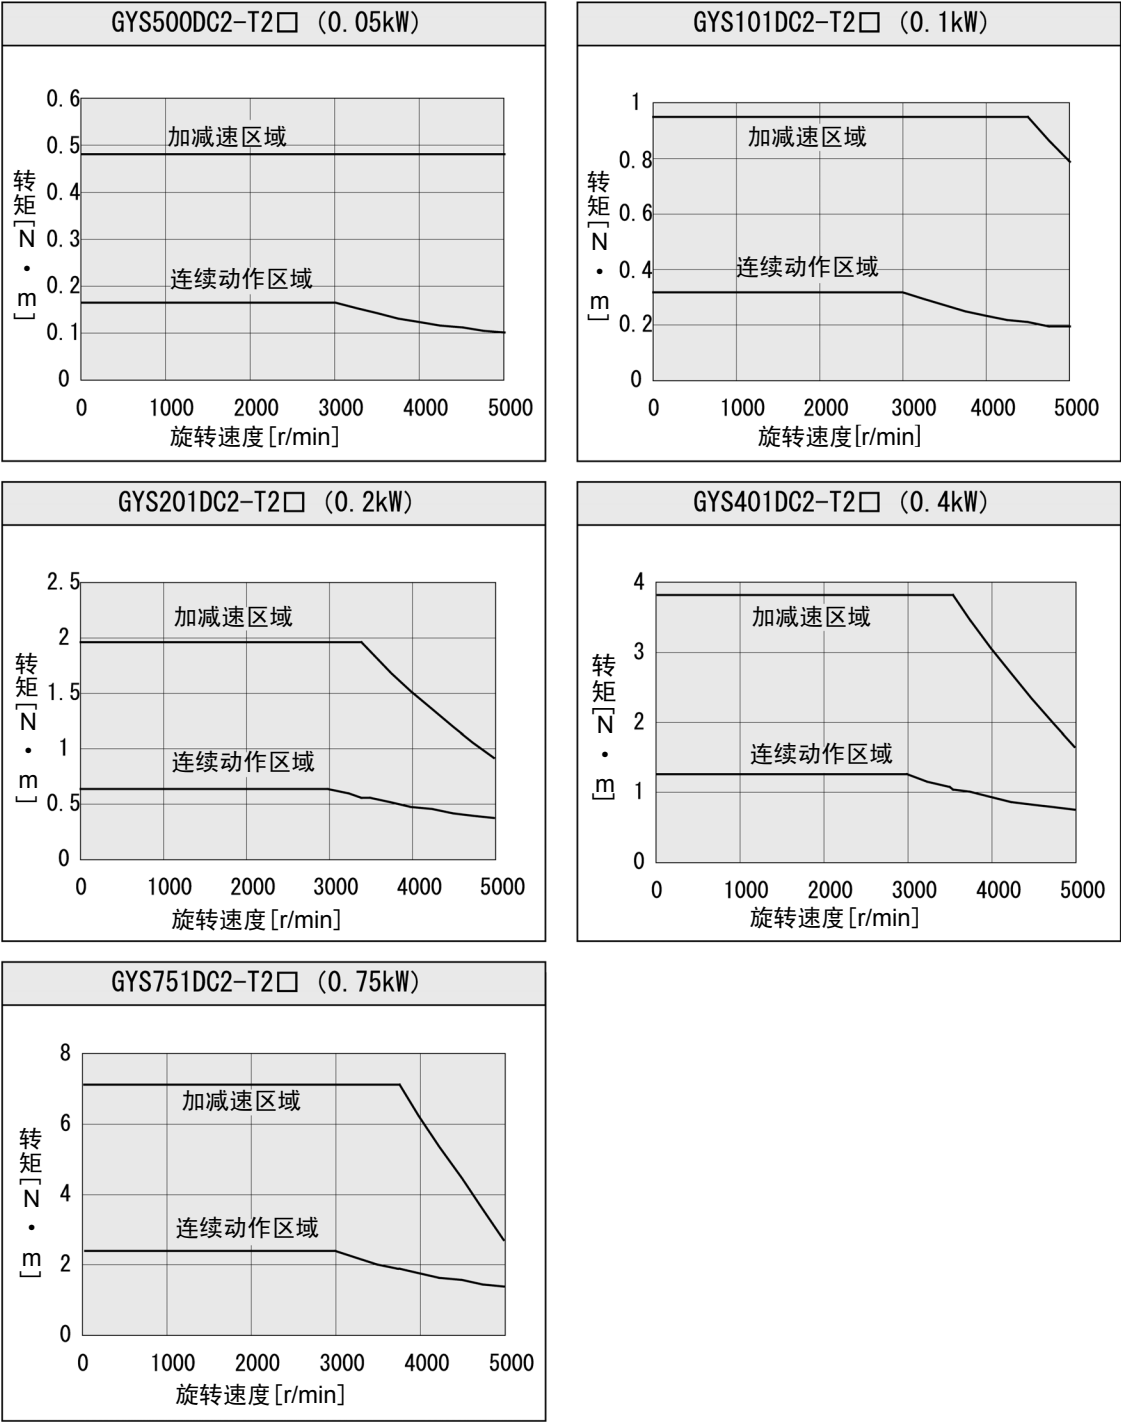 GYS500DC2-T2□ (0.05kW)
0.6
0.5
0.4
0.3
0.2
0.1
0
转矩[N・m]
加减速区域
连续动作区域
0 1000 2000 3000 4000 5000
旋转速度[r/min]
GYS101DC2-T2□ (0.1kW)
1
0.8
0.6
0.4
0.2
0
转矩[N・m]
加减速区域
连续动作区域
0 1000 2000 3000 4000 5000
旋转速度[r/min]
GYS201DC2-T2□ (0.2kW)
2.5
2
1.5
1
0.5
0
转矩[N・m]
加减速区域
连续动作区域
0 1000 2000 3000 4000 5000
旋转速度[r/min]
GYS401DC2-T2□ (0.4kW)
4
3
2
1
0
转矩[N・m]
加减速区域
连续动作区域
0 1000 2000 3000 4000 5000
旋转速度[r/min]
GYS751DC2-T2□ (0.75kW)
8
6
4
2
0
转矩[N・m]
加减速区域
连续动作区域
0 1000 2000 3000 4000 5000
旋转速度[r/min]